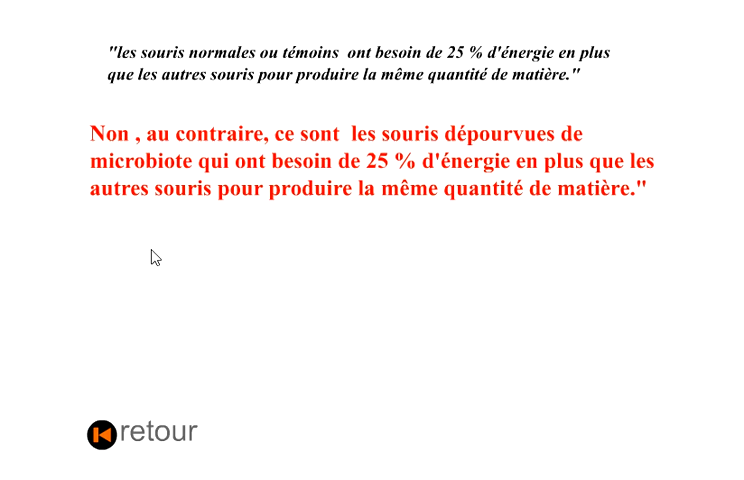 "les souris normales ou témoins  ont besoin de 25 % d'énergie en plus
que les autres souris pour produire la même quantité de matière."
Non , au contraire, ce sont  les souris dépourvues de
microbiote qui ont besoin de 25 % d'énergie en plus que les
autres souris pour produire la même quantité de matière."
retour